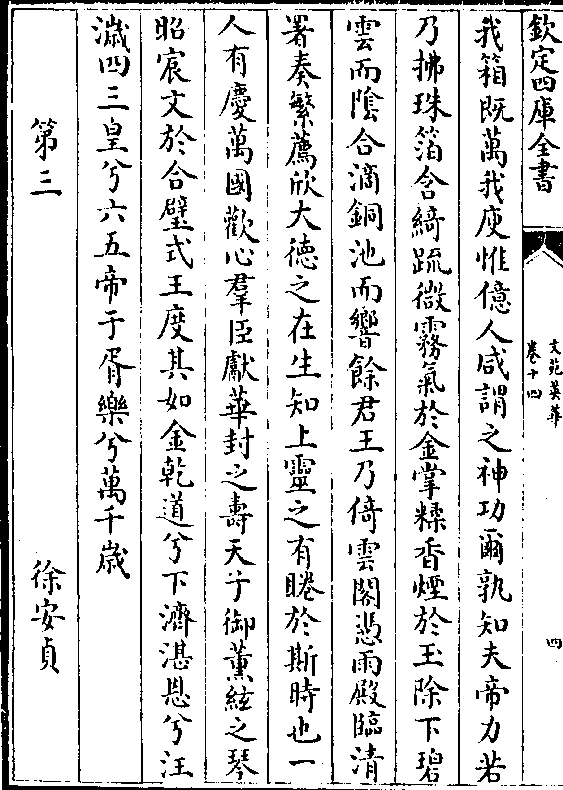 欽定四庫全書
文苑英華
卷十四
四
我箱既萬我庾惟億人咸謂之神功爾孰知夫帝力若
乃拂珠箔含綺疏微霧氣於金掌糅香煙於玉除下碧
雲而陰合滴銅池而響餘君王乃倚雲閣憑雨殿臨清
署奏繁薦欣大德之在生知上靈之有睠於斯時也一
人有慶萬國歡心羣臣獻華封之壽天子御薰絃之琴
昭宸文於合璧式王度其如金乾道兮下濟湛恩兮汪
濊四三皇兮六五帝于胥樂兮萬千歳
第三
徐安貞